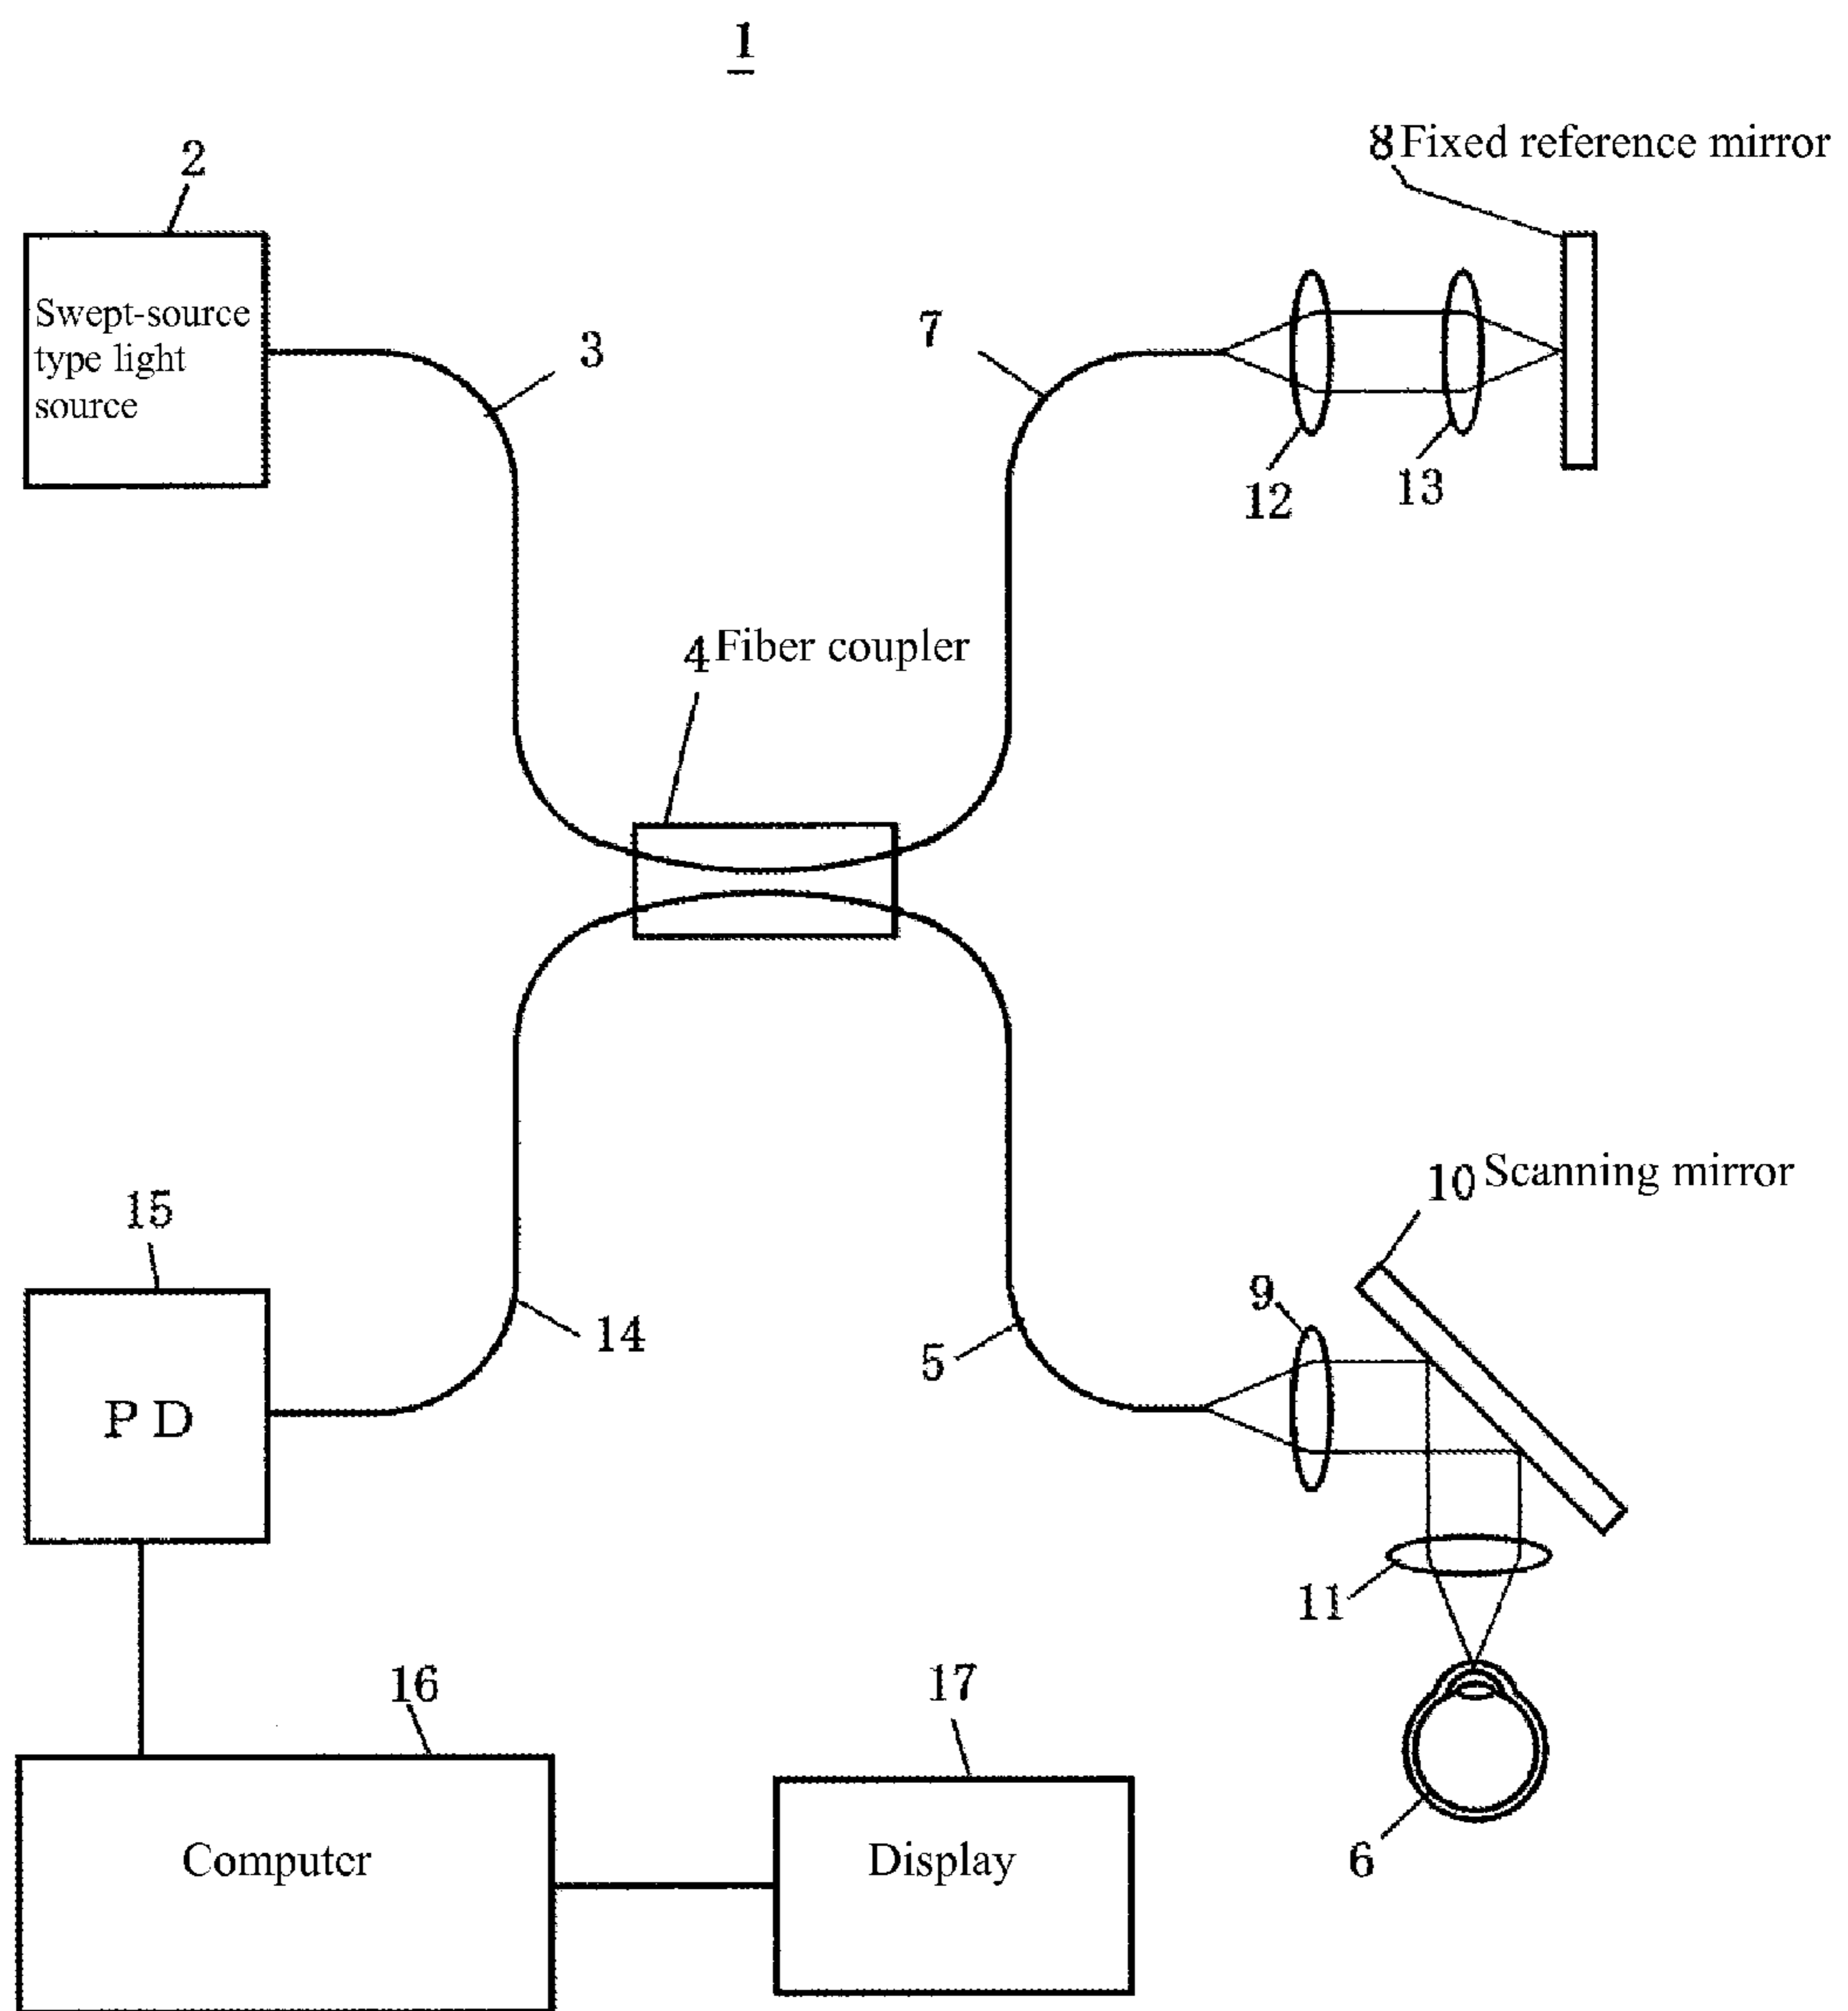 1
8 Fixed reference mirror
2
Swept-source
type light
source
3
7
12
13
4 Fiber coupler
10 Scanning mirror
15
9
14
5
P D
11
16
17
Computer
Display
6